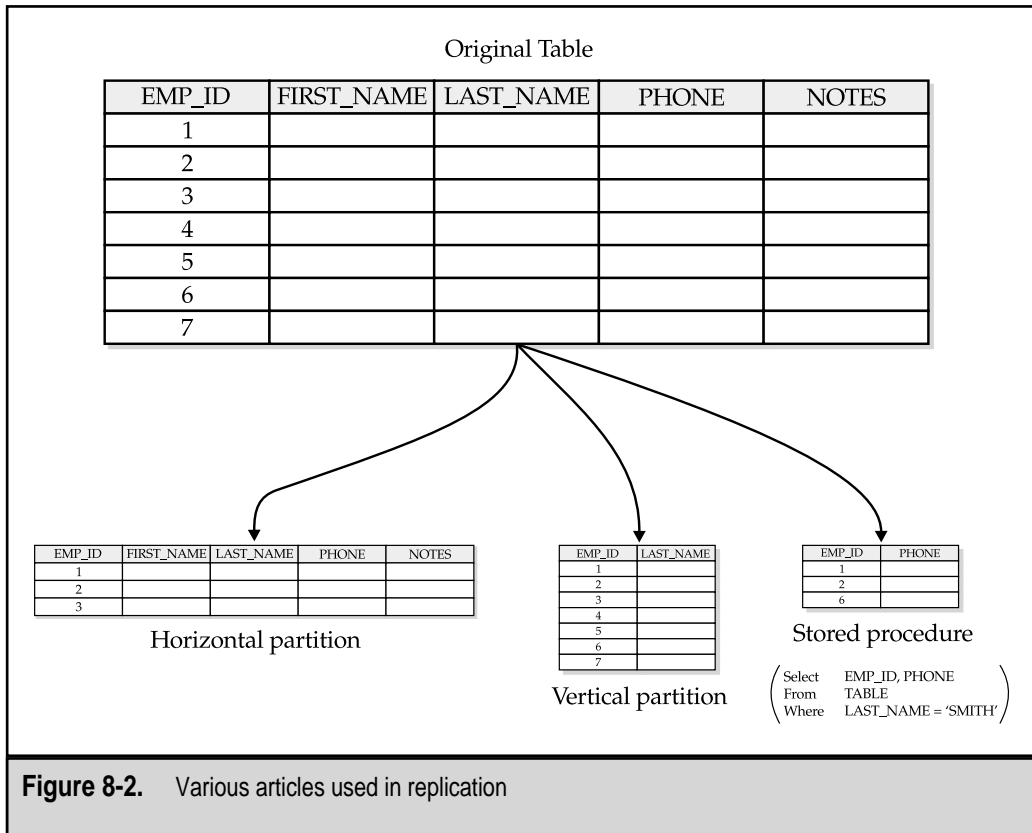 Original Table
EMP_ID FIRST_NAME LAST_NAME PHONE NOTES
1
2
3
4
5
6
7
EMP_ID FIRST_NAME LAST_NAME PHONE NOTES
1
2
3
Horizontal partition
EMP_ID LAST_NAME
1
2
3
4
5
6
7
Vertical partition
EMP_ID PHONE
1
2
6
Stored procedure
Select EMP_ID, PHONE
From TABLE
Where LAST_NAME = ‘SMITH’
Figure 8-2. Various articles used in replication